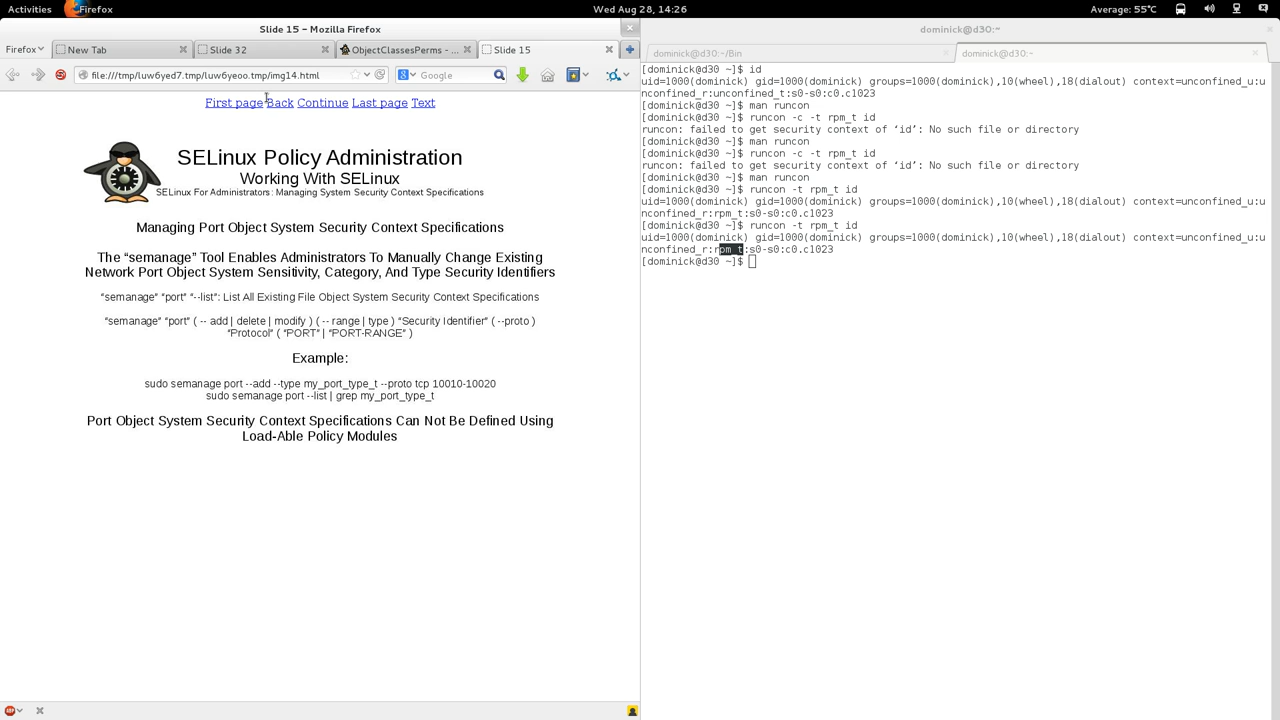 Activities Firefox Wed Aug 28, 14:26 Average: 55°C
Slide 15 - Mozilla Firefox
Firefox New Tab Slide 32 ObjectClassesPerms - ... Slide 15
file:///tmp/luw6yed7.tmp/luw6yeoo.tmp/img14.html Google
First page Back Continue Last page Text
SELinux Policy Administration
Working With SELinux
SELinux For Administrators: Managing System Security Context Specifications
Managing Port Object System Security Context Specifications
The “semanage” Tool Enables Administrators To Manually Change Existing
Network Port Object System Sensitivity, Category, And Type Security Identifiers
“semanage” “port” “--list”: List All Existing File Object System Security Context Specifications
“semanage” “port” ( -- add | delete | modify ) ( -- range | type ) “Security Identifier” ( --proto )
“Protocol” ( “PORT” | “PORT-RANGE” )
Example:
sudo semanage port --add --type my_port_type_t --proto tcp 10010-10020
sudo semanage port --list | grep my_port_type_t
Port Object System Security Context Specifications Can Not Be Defined Using
Load-Able Policy Modules
dominick@d30:~
dominick@d30:~/Bin dominick@d30:~
[dominick@d30 ~]$ id
uid=1000(dominick) gid=1000(dominick) groups=1000(dominick),10(wheel),18(dialout) context=unconfined_u:u
nconfined_r:unconfined_t:s0-s0:c0.c1023
[dominick@d30 ~]$ man runcon
[dominick@d30 ~]$ runcon -c -t rpm_t id
runcon: failed to get security context of ‘id’: No such file or directory
[dominick@d30 ~]$ man runcon
[dominick@d30 ~]$ runcon -c -t rpm_t id
runcon: failed to get security context of ‘id’: No such file or directory
[dominick@d30 ~]$ man runcon
[dominick@d30 ~]$ runcon -t rpm_t id
uid=1000(dominick) gid=1000(dominick) groups=1000(dominick),10(wheel),18(dialout) context=unconfined_u:u
nconfined_r:rpm_t:s0-s0:c0.c1023
[dominick@d30 ~]$ runcon -t rpm_t id
uid=1000(dominick) gid=1000(dominick) groups=1000(dominick),10(wheel),18(dialout) context=unconfined_u:u
nconfined_r:rpm_t:s0-s0:c0.c1023
[dominick@d30 ~]$